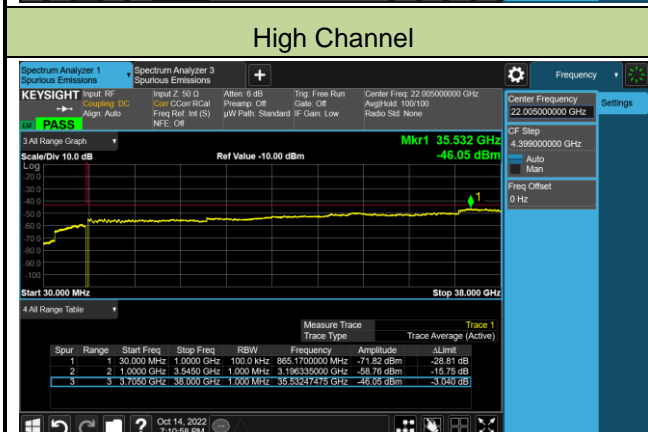 High Channel
Spectrum Analyzer 1
Spurious Emissions
Spectrum Analyzer 3
Spurious Emissions
Frequency
KEYSIGHT
Input: RF
Coupling: DC
Align: Auto
Input Z: 50 Ω
Corr CCorr RCal
Freq Ref: Int (S)
NFE: Off
Atten: 6 dB
Preamp: Off
µW Path: Standard
Trig: Free Run
Gate: Off
IF Gain: Low
Center Freq: 22.005000000 GHz
Avg|Hold: 100/100
Radio Std: None
PASS
Center Frequency
22.005000000 GHz
Settings
CF Step
4.399000000 GHz
Auto
Man
Freq Offset
0 Hz
3 All Range Graph
Mkr1 35.532 GHz
Scale/Div 10.0 dB
Ref Value -10.00 dBm
-46.05 dBm
Log
-20.0
-30.0
-40.0
-50.0
-60.0
-70.0
-80.0
-90.0
-100
1
Start 30.000 MHz
Stop 38.000 GHz
4 All Range Table
Measure Trace Trace 1
Trace Type Trace Average (Active)
Spur Range Start Freq Stop Freq RBW Frequency Amplitude ΔLimit
1 1 30.000 MHz 1.0000 GHz 100.0 kHz 865.1700000 MHz -71.82 dBm -28.81 dB
2 2 1.0000 GHz 3.5450 GHz 1.000 MHz 3.196335000 GHz -58.76 dBm -15.75 dB
3 3 3.7050 GHz 38.000 GHz 1.000 MHz 35.53247475 GHz -46.05 dBm -3.040 dB
Oct 14, 2022
7:10:58 PM